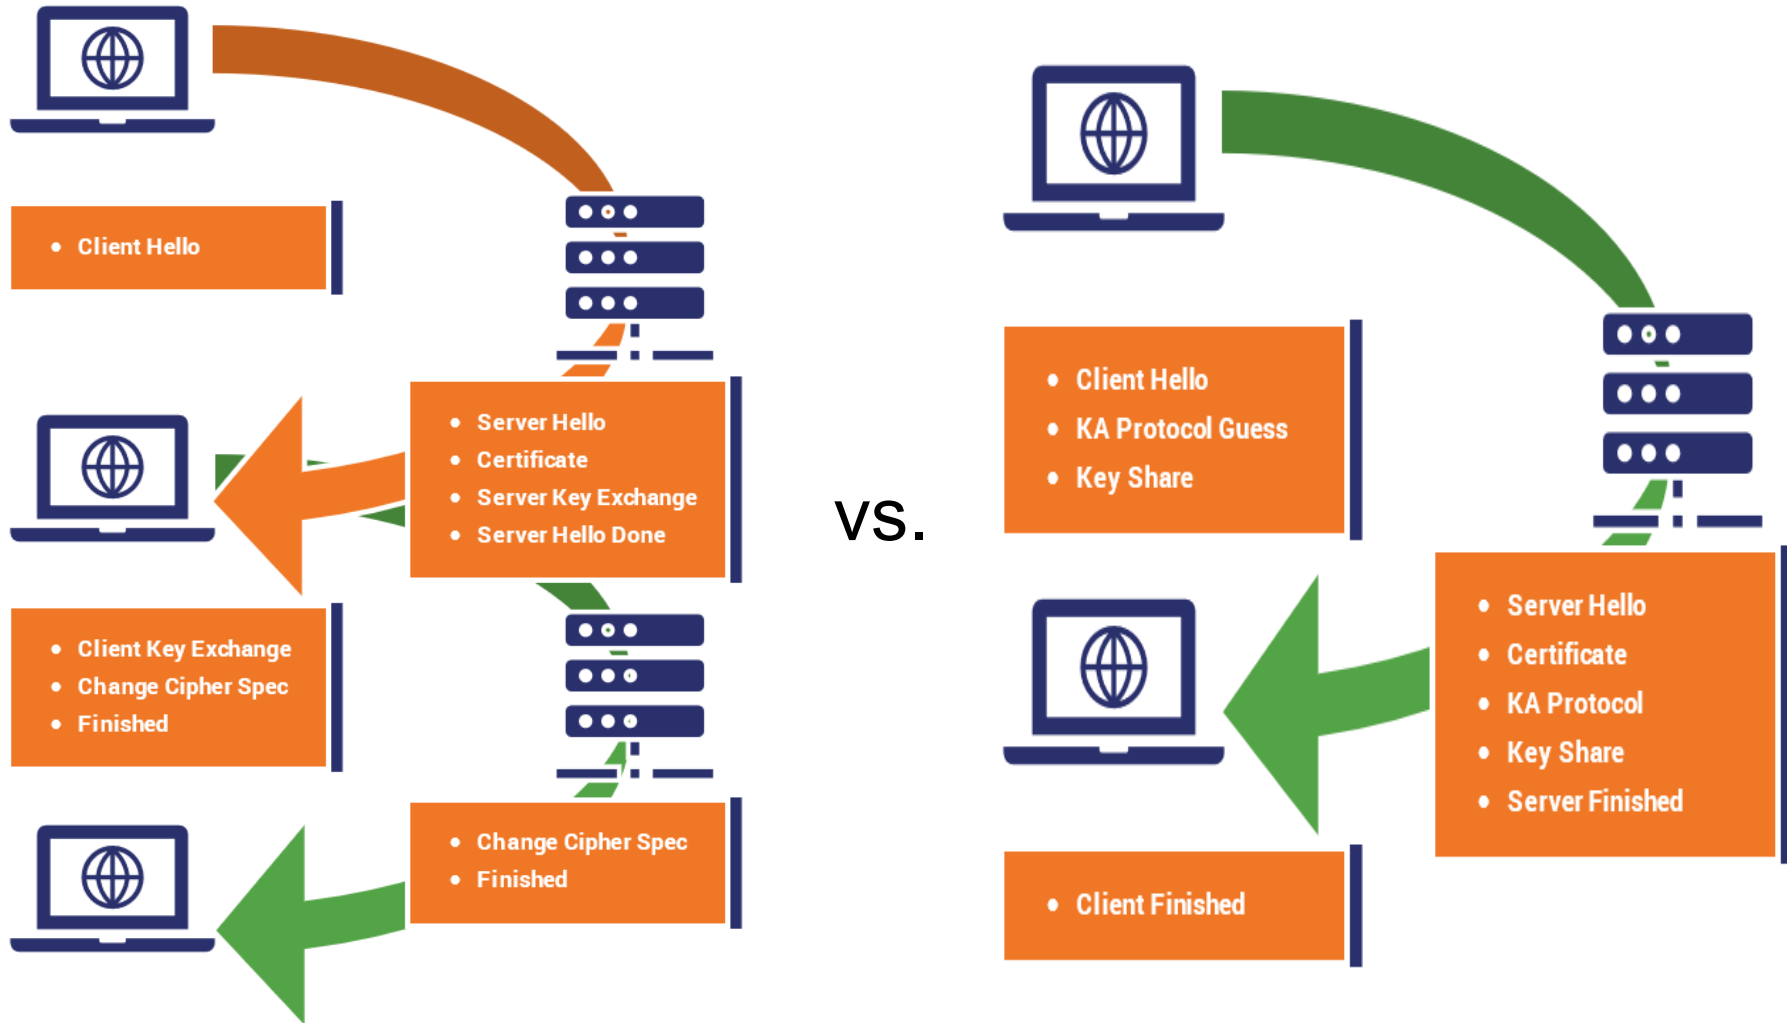 Client Hello
Server Hello
Certificate
Server Key Exchange
Server Hello Done
Client Key Exchange
Change Cipher Spec
Finished
Change Cipher Spec
Finished
vs.
Client Hello
KA Protocol Guess
Key Share
Server Hello
Certificate
KA Protocol
Key Share
Server Finished
Client Finished